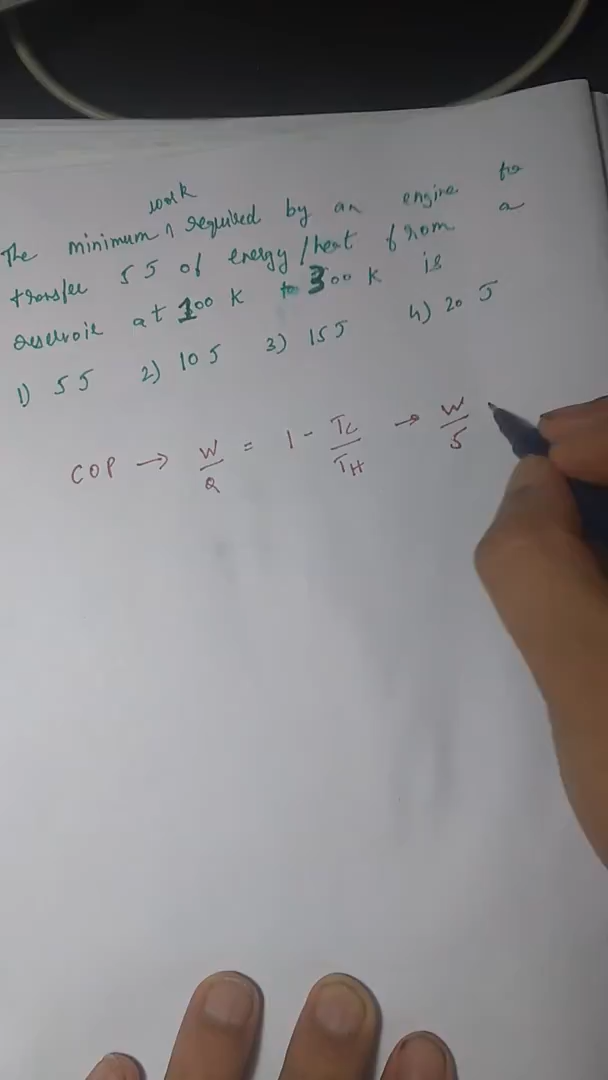 work
The minimum ∧ required by an engine to
transfer 5 J of energy/heat from a
reservoir at 100 K to 300 K is
1) 5 J 2) 10 J 3) 15 J 4) 20 J
COP → W/Q = 1 - TL/TH → W/5